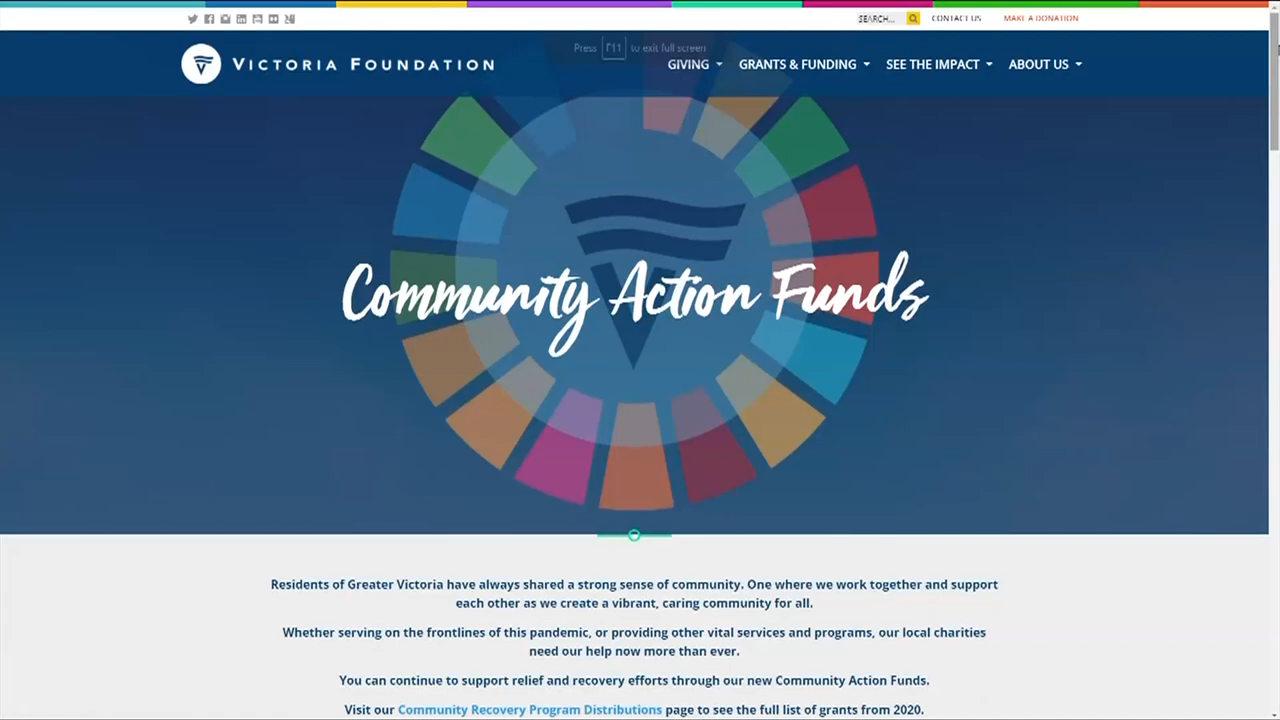 SEARCH...
CONTACT US
MAKE A DONATION
Press F11 to exit full screen
VICTORIA FOUNDATION
GIVING
GRANTS & FUNDING
SEE THE IMPACT
ABOUT US
Community Action Funds
Residents of Greater Victoria have always shared a strong sense of community. One where we work together and support
each other as we create a vibrant, caring community for all.
Whether serving on the frontlines of this pandemic, or providing other vital services and programs, our local charities
need our help now more than ever.
You can continue to support relief and recovery efforts through our new Community Action Funds.
Visit our Community Recovery Program Distributions page to see the full list of grants from 2020.